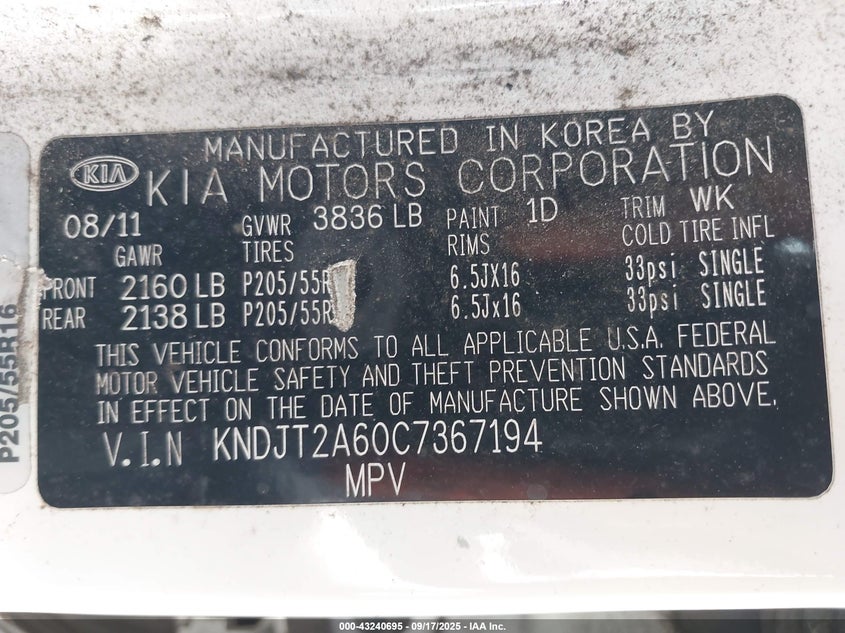 MANUFACTURED IN KOREA BY
KIA KIA MOTORS CORPORATION
08/11 GVWR 3836 LB PAINT 1D TRIM WK
GAWR TIRES RIMS COLD TIRE INFL
FRONT 2160 LB P205/55R 6.5JX16 33psi SINGLE
REAR 2138 LB P205/55R 6.5Jx16 33psi SINGLE
THIS VEHICLE CONFORMS TO ALL APPLICABLE U.S.A. FEDERAL
MOTOR VEHICLE SAFETY AND THEFT PREVENTION STANDARDS
IN EFFECT ON THE DATE OF MANUFACTURE SHOWN ABOVE.
V.I.N KNDJT2A60C7367194
MPV
P205/55R16
000-43240695 - 09/17/2025 - IAA Inc.